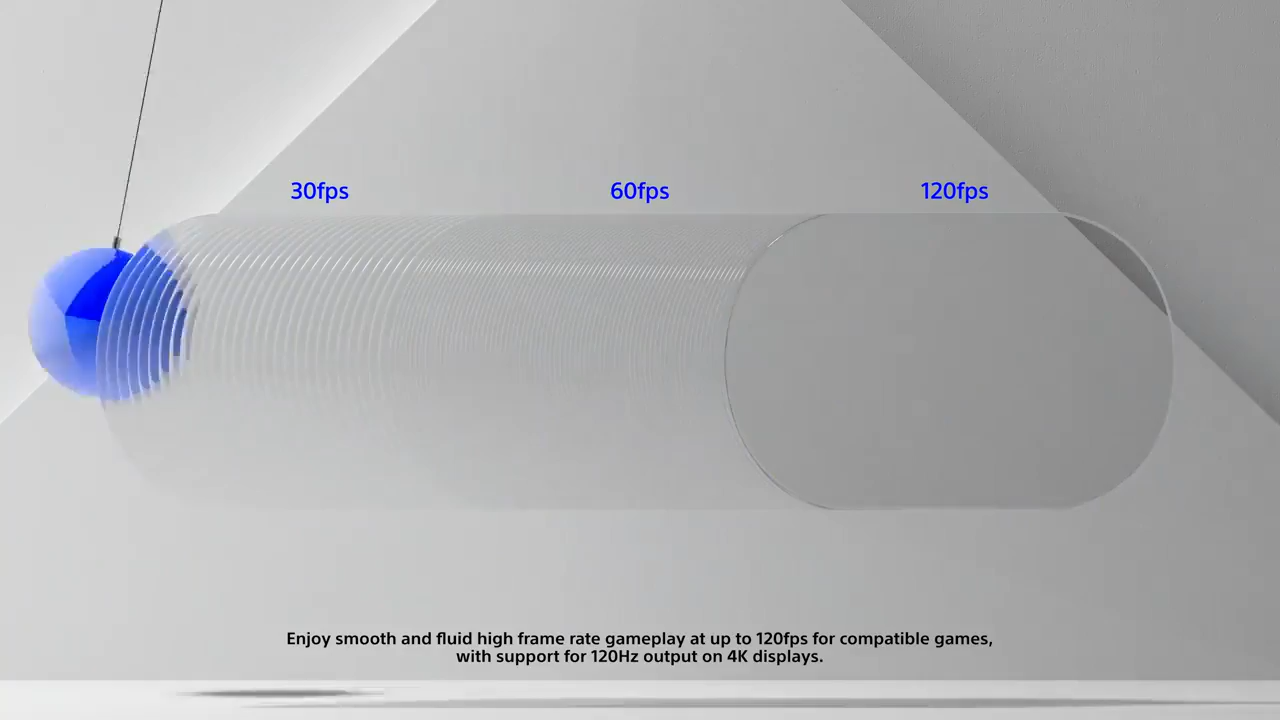 30fps 60fps 120fps
Enjoy smooth and fluid high frame rate gameplay at up to 120fps for compatible games,
with support for 120Hz output on 4K displays.